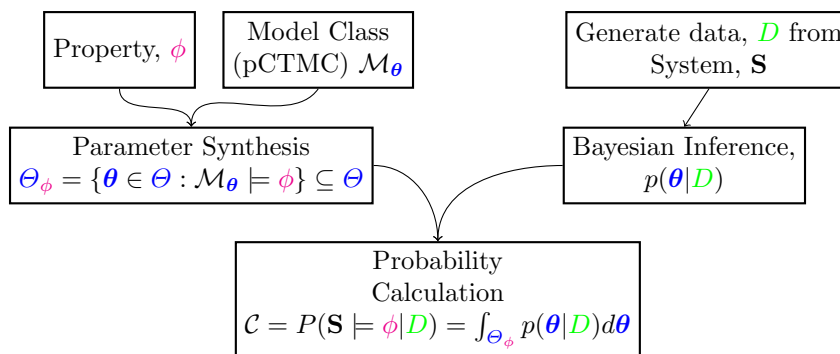 Property, ϕ
Model Class
(pCTMC) ℳ_𝜽
Generate data, D from
System, S
Parameter Synthesis
Θ_ϕ = {𝜽 ∈ Θ : ℳ_𝜽 ⊨ ϕ} ⊆ Θ
Bayesian Inference,
p(𝜽|D)
Probability
Calculation
𝒞 = P(S ⊨ ϕ|D) = ∫_{Θ_ϕ} p(𝜽|D)d𝜽